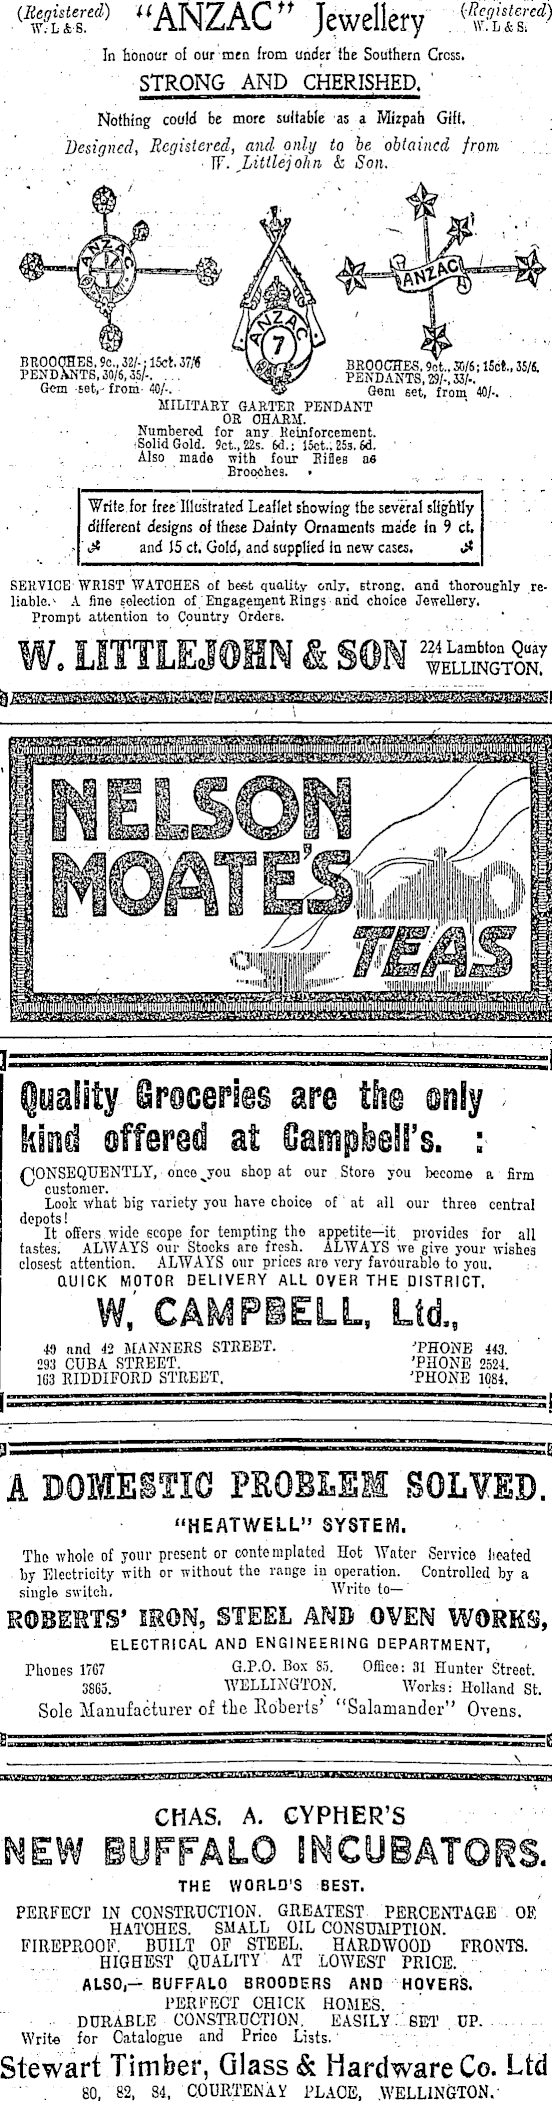 (Registered) "ANZAC" Jewellery (Registered)
W. L & S. W. L & S.
In honour of our men from under the Southern Cross.
STRONG AND CHERISHED.
Nothing could be more suitable as a Mizpah Gift.
Designed, Registered, and only to be obtained from
W. Littlejohn & Son.
ANZAC
ANZAC
7
ANZAC
BROOCHES, 9c., 32/-; 15ct. 37/6
PENDANTS, 30/6, 35/-.
Gem set, from 40/-.
BROOCHES, 9ct., 30/6; 15ct., 35/6.
PENDANTS, 29/-, 33/-.
Gem set, from 40/-.
MILITARY GARTER PENDANT
OR CHARM.
Numbered for any Reinforcement.
Solid Gold. 9ct., 22s. 6d.; 15ct., 25s. 6d.
Also made with four Rifles as
Brooches.
Write for free Illustrated Leaflet showing the several slightly
different designs of these Dainty Ornaments made in 9 ct.
and 15 ct. Gold, and supplied in new cases.
SERVICE WRIST WATCHES of best quality only, strong, and thoroughly re-
liable. A fine selection of Engagement Rings and choice Jewellery.
Prompt attention to Country Orders.
W. LITTLEJOHN & SON 224 Lambton Quay
WELLINGTON.
NELSON
MOATE'S
TEAS
Quality Groceries are the only
kind offered at Campbell's. :
CONSEQUENTLY, once you shop at our Store you become a firm
customer.
Look what big variety you have choice of at all our three central
depots!
It offers wide scope for tempting the appetite—it provides for all
tastes. ALWAYS our Stocks are fresh. ALWAYS we give your wishes
closest attention. ALWAYS our prices are very favourable to you.
QUICK MOTOR DELIVERY ALL OVER THE DISTRICT.
W. CAMPBELL, Ltd.,
49 and 42 MANNERS STREET. 'PHONE 443.
293 CUBA STREET. 'PHONE 2524.
163 RIDDIFORD STREET. 'PHONE 1084.
A DOMESTIC PROBLEM SOLVED.
"HEATWELL" SYSTEM.
The whole of your present or contemplated Hot Water Service heated
by Electricity with or without the range in operation. Controlled by a
single switch. Write to—
ROBERTS' IRON, STEEL AND OVEN WORKS,
ELECTRICAL AND ENGINEERING DEPARTMENT,
Phones 1767 G.P.O. Box 85. Office: 31 Hunter Street.
3865. WELLINGTON. Works: Holland St.
Sole Manufacturer of the Roberts' "Salamander" Ovens.
CHAS. A. CYPHER'S
NEW BUFFALO INCUBATORS.
THE WORLD'S BEST.
PERFECT IN CONSTRUCTION. GREATEST PERCENTAGE OF
HATCHES. SMALL OIL CONSUMPTION.
FIREPROOF. BUILT OF STEEL. HARDWOOD FRONTS.
HIGHEST QUALITY AT LOWEST PRICE.
ALSO,— BUFFALO BROODERS AND HOVERS.
PERFECT CHICK HOMES.
DURABLE CONSTRUCTION. EASILY SET UP.
Write for Catalogue and Price Lists.
Stewart Timber, Glass & Hardware Co. Ltd
80, 82, 84, COURTENAY PLACE, WELLINGTON.